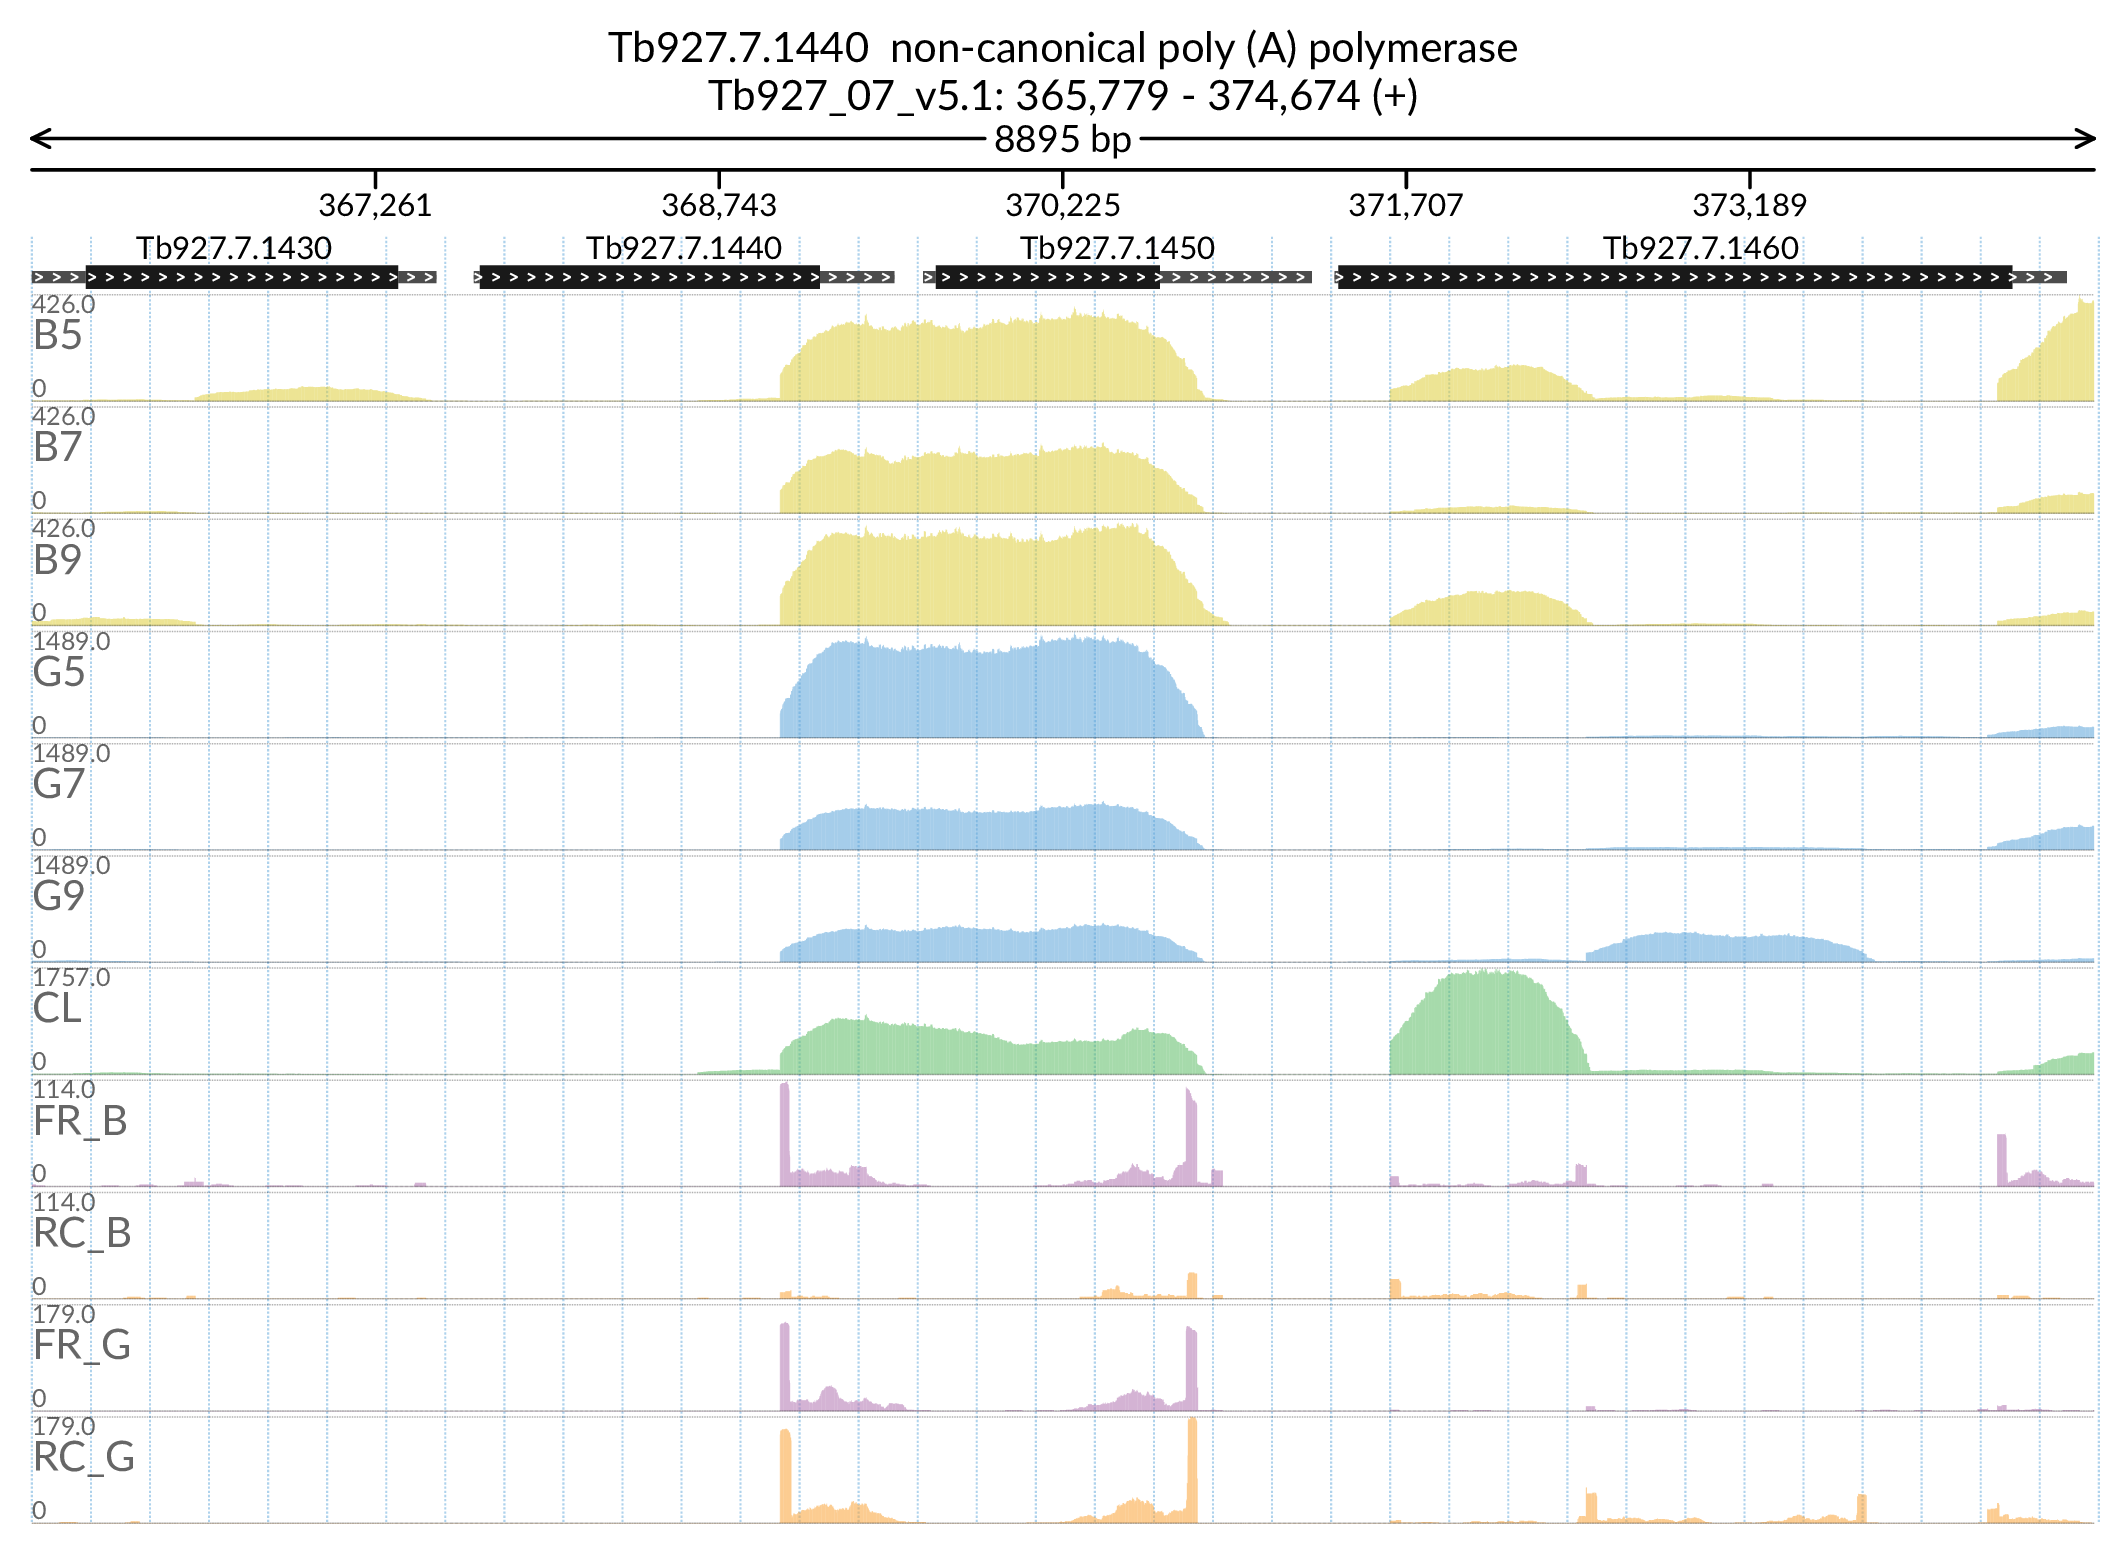 Tb927.7.1440 non-canonical poly (A) polymerase
Tb927_07_v5.1: 365,779 - 374,674 (+)
8895 bp
367,261 368,743 370,225 371,707 373,189
Tb927.7.1430 Tb927.7.1440 Tb927.7.1450 Tb927.7.1460
426.0
B5
0
426.0
B7
0
426.0
B9
0
1489.0
G5
0
1489.0
G7
0
1489.0
G9
0
1757.0
CL
0
114.0
FR_B
0
114.0
RC_B
0
179.0
FR_G
0
179.0
RC_G
0